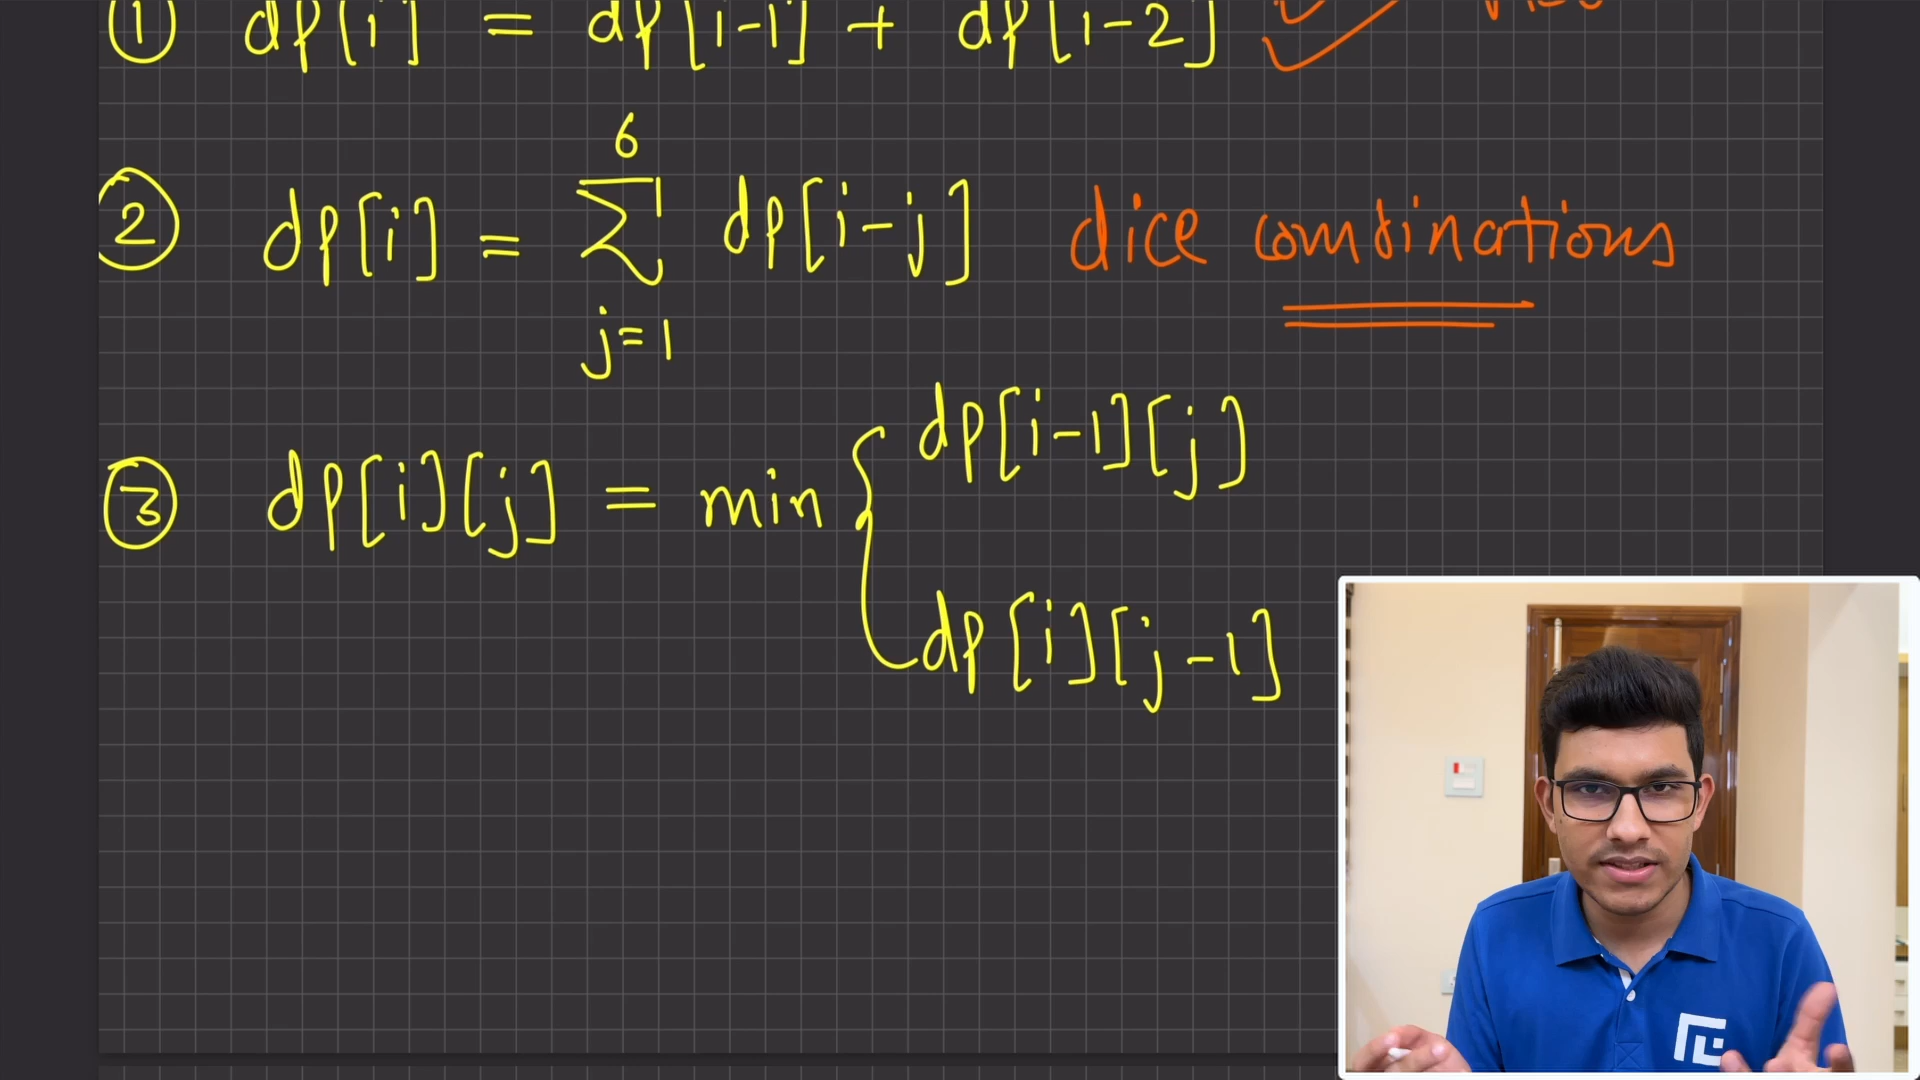 ① dp[i] = dp[i-1] + dp[i-2]
② dp[i] = \sum_{j=1}^{6} dp[i-j] dice combinations
③ dp[i][j] = min { dp[i-1][j]
dp[i][j-1]